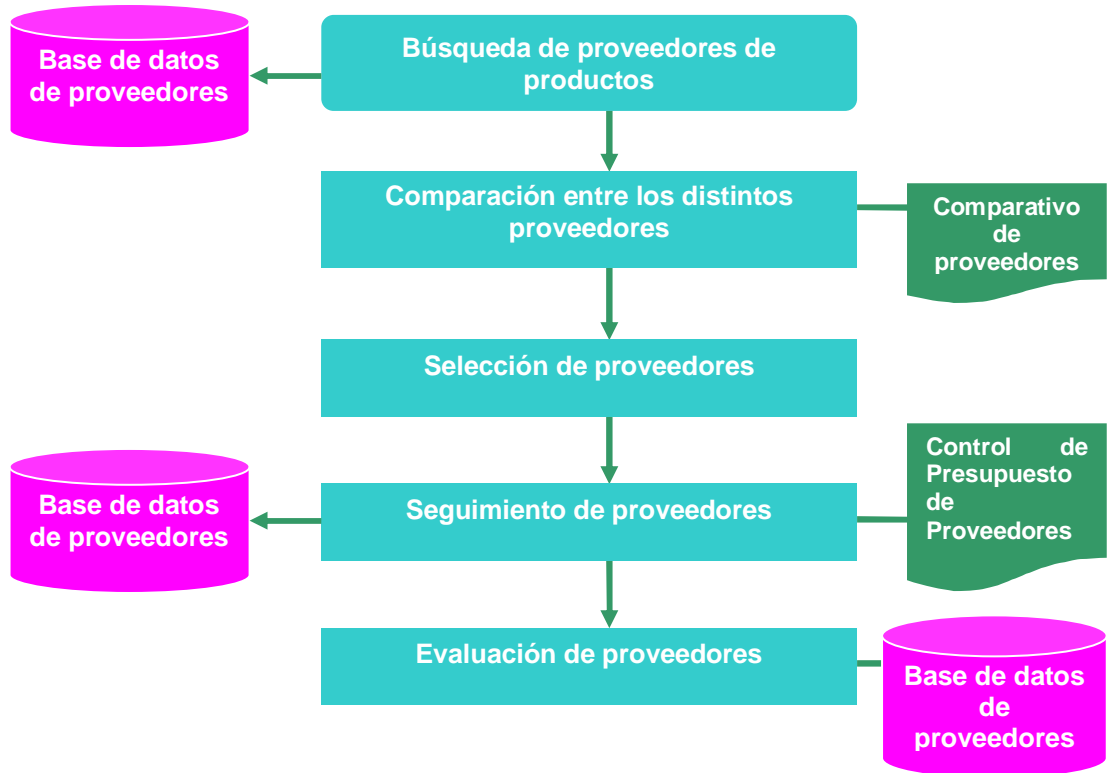 Base de datos
de proveedores
Búsqueda de proveedores de
productos
Comparación entre los distintos
proveedores
Comparativo
de
proveedores
Selección de proveedores
Base de datos
de proveedores
Seguimiento de proveedores
Control de
Presupuesto
de
Proveedores
Evaluación de proveedores
Base de datos
de
proveedores